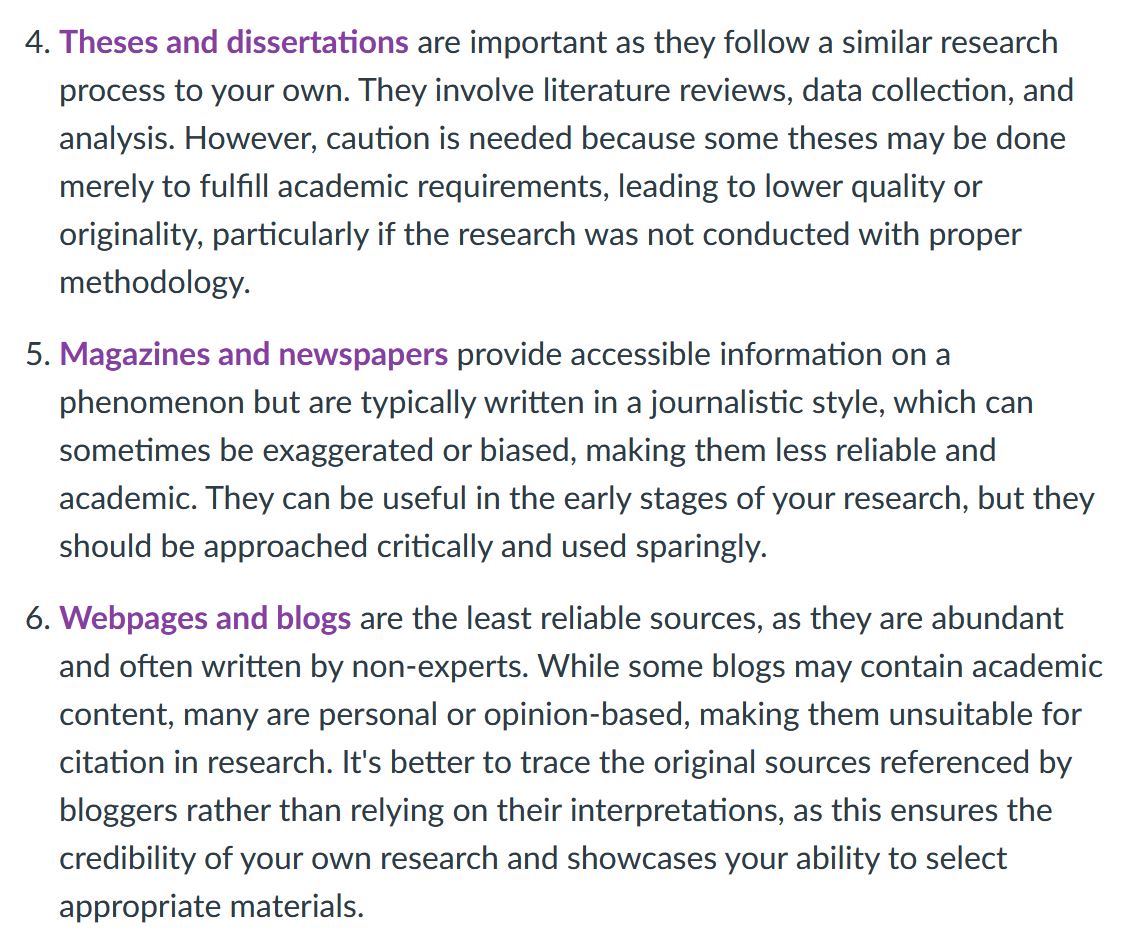 4. Theses and dissertations are important as they follow a similar research
process to your own. They involve literature reviews, data collection, and
analysis. However, caution is needed because some theses may be done
merely to fulfill academic requirements, leading to lower quality or
originality, particularly if the research was not conducted with proper
methodology.
5. Magazines and newspapers provide accessible information on a
phenomenon but are typically written in a journalistic style, which can
sometimes be exaggerated or biased, making them less reliable and
academic. They can be useful in the early stages of your research, but they
should be approached critically and used sparingly.
6. Webpages and blogs are the least reliable sources, as they are abundant
and often written by non-experts. While some blogs may contain academic
content, many are personal or opinion-based, making them unsuitable for
citation in research. It's better to trace the original sources referenced by
bloggers rather than relying on their interpretations, as this ensures the
credibility of your own research and showcases your ability to select
appropriate materials.